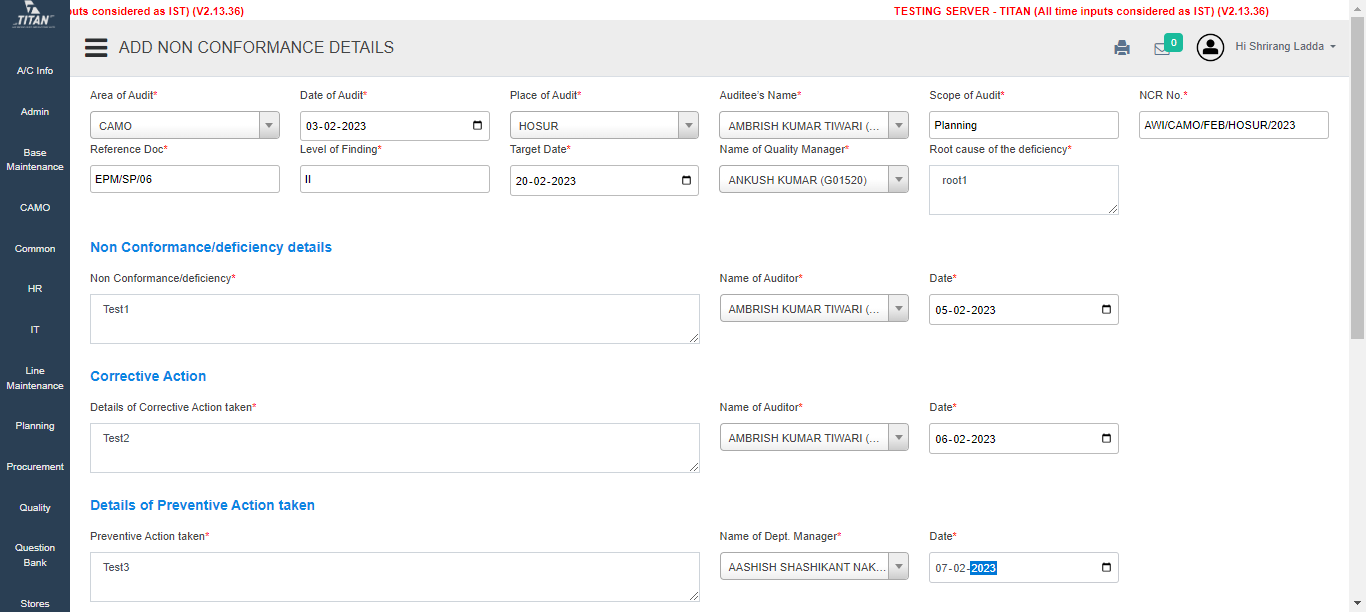 TITAN
puts considered as IST) (V2.13.36)
TESTING SERVER - TITAN (All time inputs considered as IST) (V2.13.36)
ADD NON CONFORMANCE DETAILS
0
Hi Shrirang Ladda
A/C Info
Admin
Base
Maintenance
CAMO
Common
HR
IT
Line
Maintenance
Planning
Procurement
Quality
Question
Bank
Stores
Area of Audit*
Date of Audit*
Place of Audit*
Auditee's Name*
Scope of Audit*
NCR No.*
CAMO
03-02-2023
HOSUR
AMBRISH KUMAR TIWARI (...
Planning
AWI/CAMO/FEB/HOSUR/2023
Reference Doc*
Level of Finding*
Target Date*
Name of Quality Manager*
Root cause of the deficiency*
EPM/SP/06
II
20-02-2023
ANKUSH KUMAR (G01520)
root1
Non Conformance/deficiency details
Non Conformance/deficiency*
Name of Auditor*
Date*
Test1
AMBRISH KUMAR TIWARI (...
05-02-2023
Corrective Action
Details of Corrective Action taken*
Name of Auditor*
Date*
Test2
AMBRISH KUMAR TIWARI (...
06-02-2023
Details of Preventive Action taken
Preventive Action taken*
Name of Dept. Manager*
Date*
Test3
AASHISH SHASHIKANT NAK...
07-02-2023